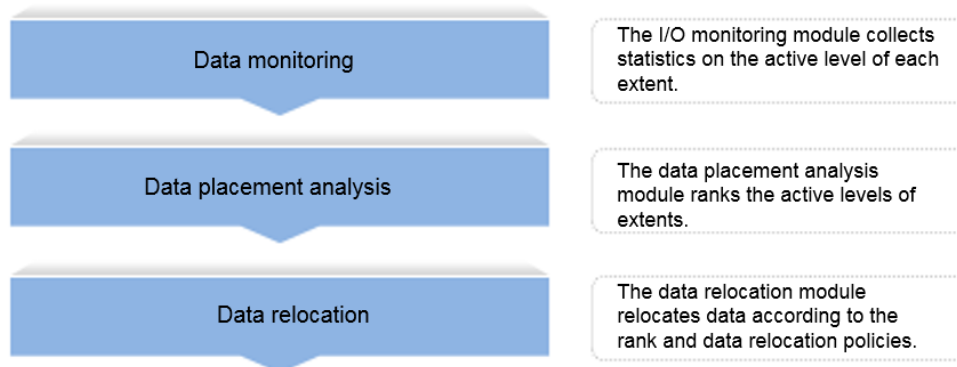 Data monitoring
The I/O monitoring module collects
statistics on the active level of each
extent.
Data placement analysis
The data placement analysis
module ranks the active levels of
extents.
Data relocation
The data relocation module
relocates data according to the
rank and data relocation policies.